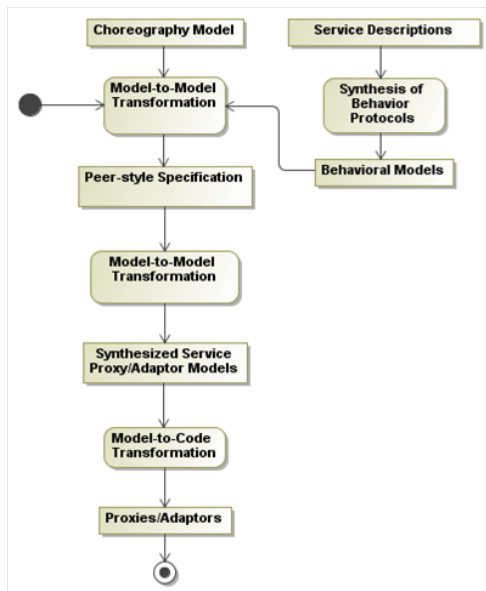 Choreography Model
Service Descriptions
Model-to-Model
Transformation
Synthesis of
Behavior
Protocols
Peer-style Specification
Behavioral Models
Model-to-Model
Transformation
Synthesized Service
Proxy/Adaptor Models
Model-to-Code
Transformation
Proxies/Adaptors